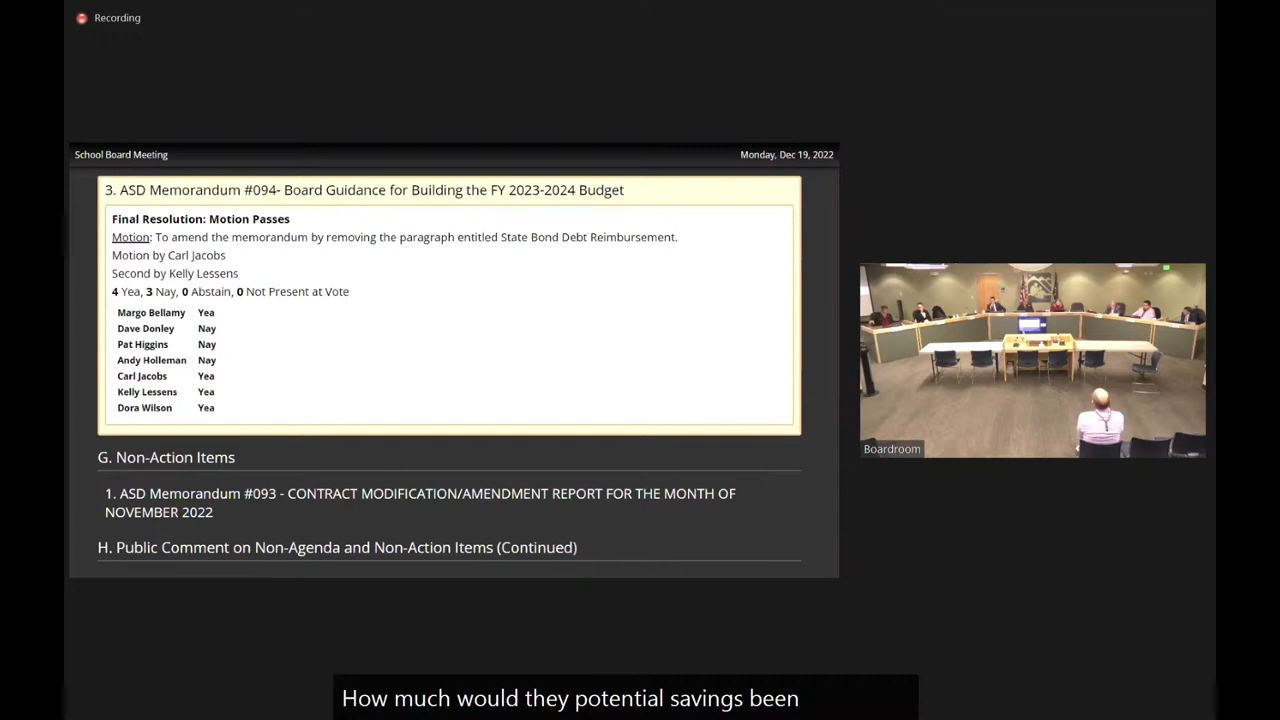 Recording
School Board Meeting
Monday, Dec 19, 2022
3. ASD Memorandum #094- Board Guidance for Building the FY 2023-2024 Budget
Final Resolution: Motion Passes
Motion: To amend the memorandum by removing the paragraph entitled State Bond Debt Reimbursement.
Motion by Carl Jacobs
Second by Kelly Lessens
4 Yea, 3 Nay, 0 Abstain, 0 Not Present at Vote
Margo Bellamy Yea
Dave Donley Nay
Pat Higgins Nay
Andy Holleman Nay
Carl Jacobs Yea
Kelly Lessens Yea
Dora Wilson Yea
G. Non-Action Items
1. ASD Memorandum #093 - CONTRACT MODIFICATION/AMENDMENT REPORT FOR THE MONTH OF
NOVEMBER 2022
H. Public Comment on Non-Agenda and Non-Action Items (Continued)
Boardroom
How much would they potential savings been